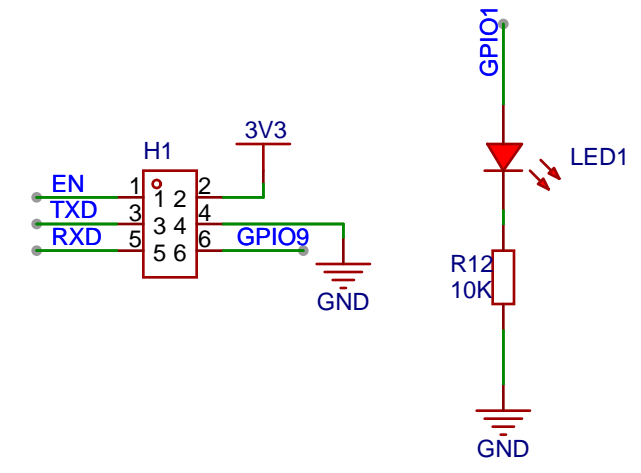 GPIO1
3V3
H1
LED1
EN 1 1 2 2
TXD 3 3 4 4
RXD 5 5 6 6 GPIO9
R12
10K
GND
GND